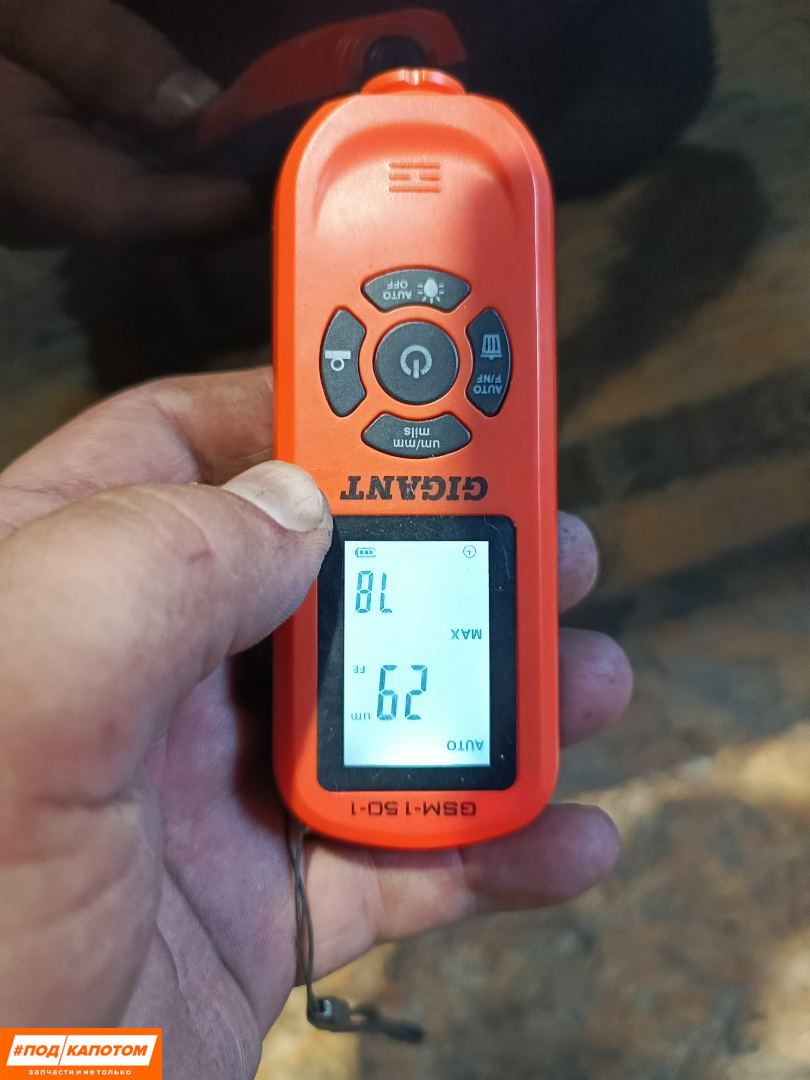 GSM-150-1
AUTO
29 um
FE
MAX
78
GIGANT
um/mm
mils
AUTO
F/NF
AUTO
OFF
#ПОД КАПОТОМ
запчасти и не только